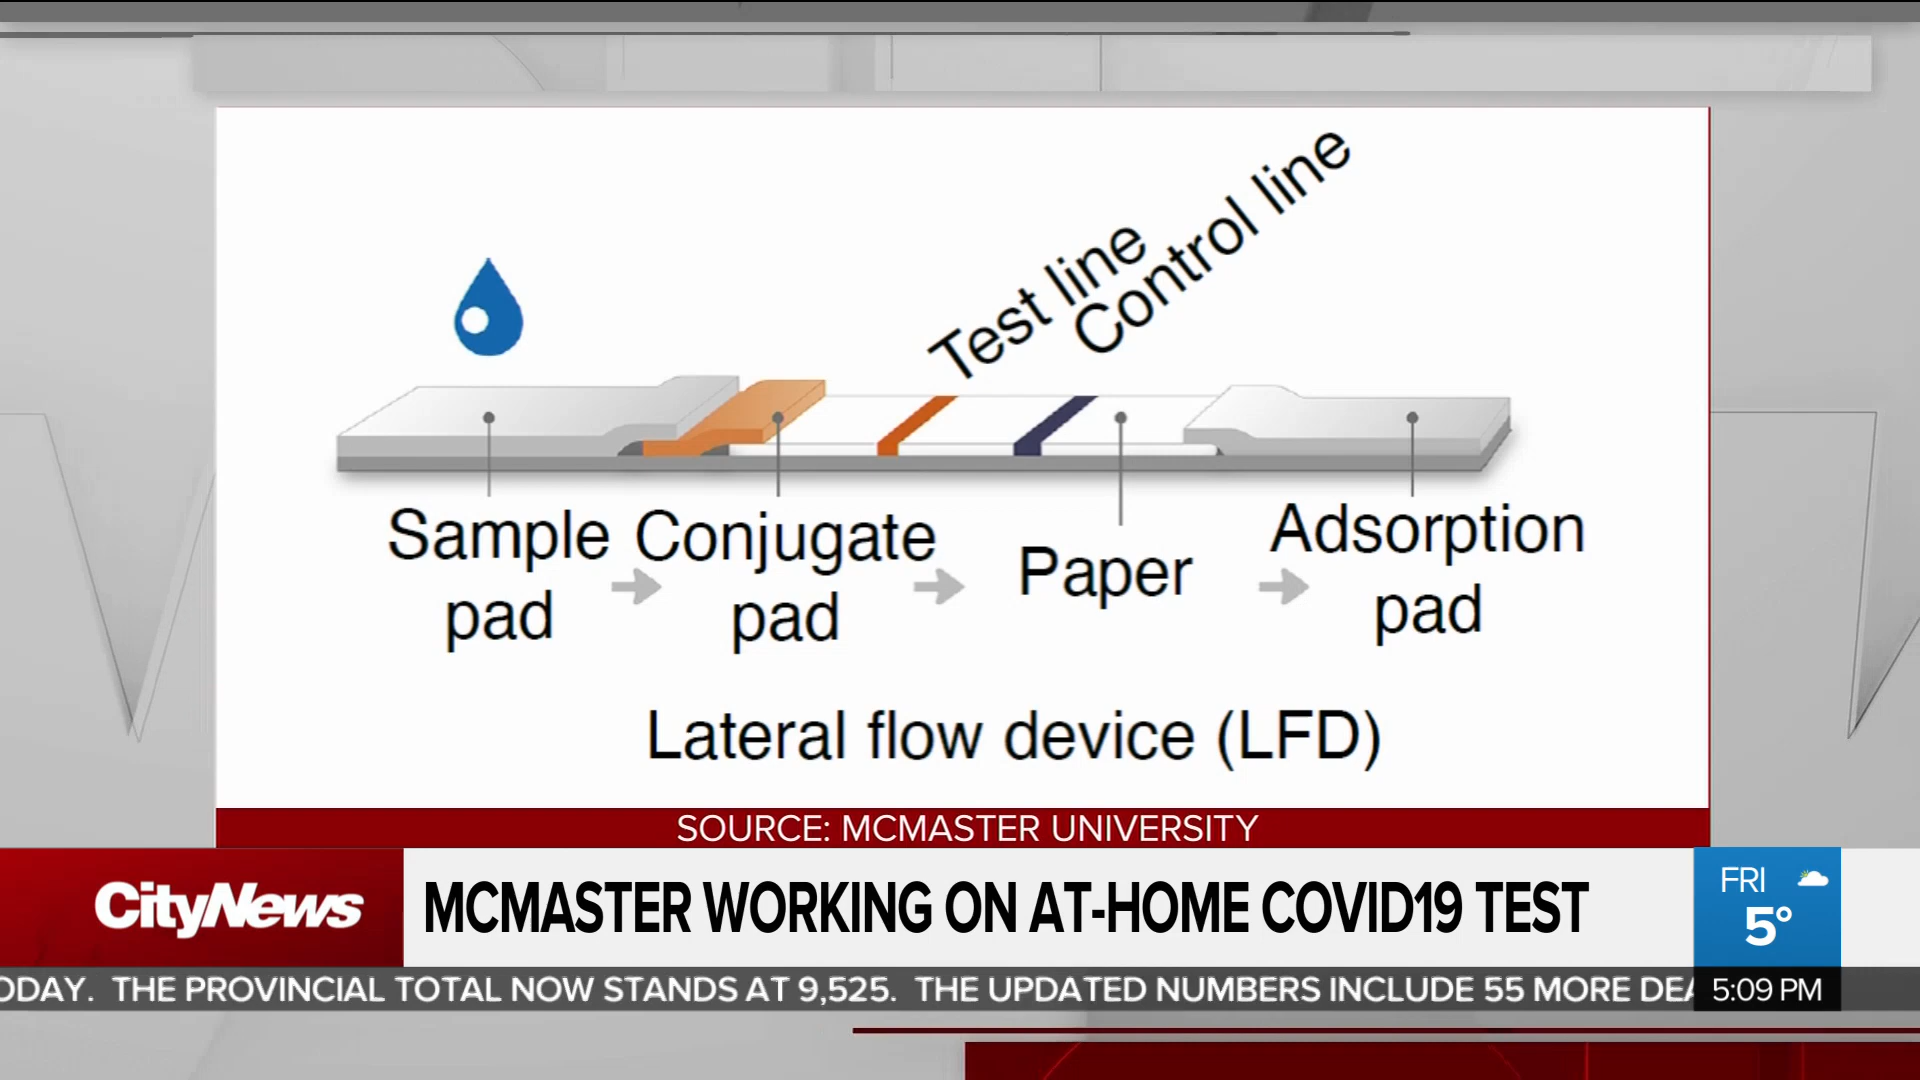 Test line
Control line
Sample pad
Conjugate pad
Paper
Adsorption pad
Lateral flow device (LFD)
SOURCE: MCMASTER UNIVERSITY
CityNews
MCMASTER WORKING ON AT-HOME COVID19 TEST
FRI
5°
THE PROVINCIAL TOTAL NOW STANDS AT 9,525. THE UPDATED NUMBERS INCLUDE 55 MORE
5:09 PM